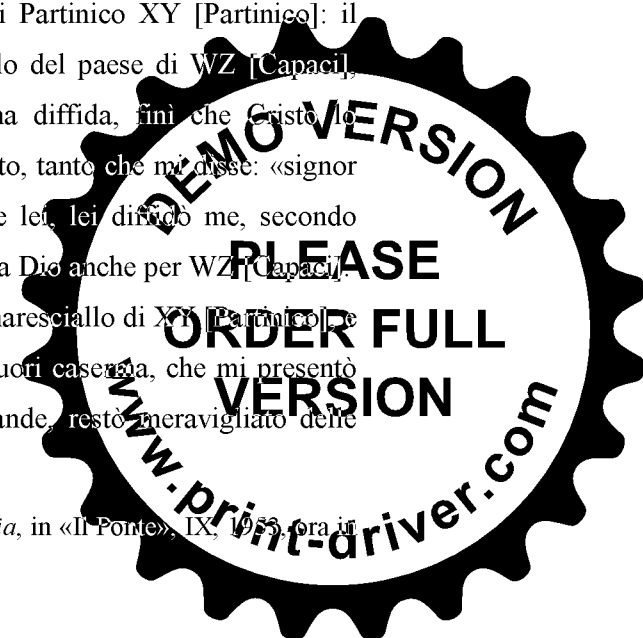 i Partinico XY [Partinico]: il
lo del paese di WZ [Capaci],
na diffida, finì che Cristo lo
to, tanto che mi disse: «signor
e lei, lei diffidò me, secondo
a Dio anche per WZ [Capaci].
naresciallo di XY [Partinico], e
uori caserma, che mi presentò
ande, restò meravigliato delle
ia, in «Il Ponte», IX, 1953, ora in
DEMO VERSION
PLEASE
ORDER FULL
VERSION
www.print-driver.com